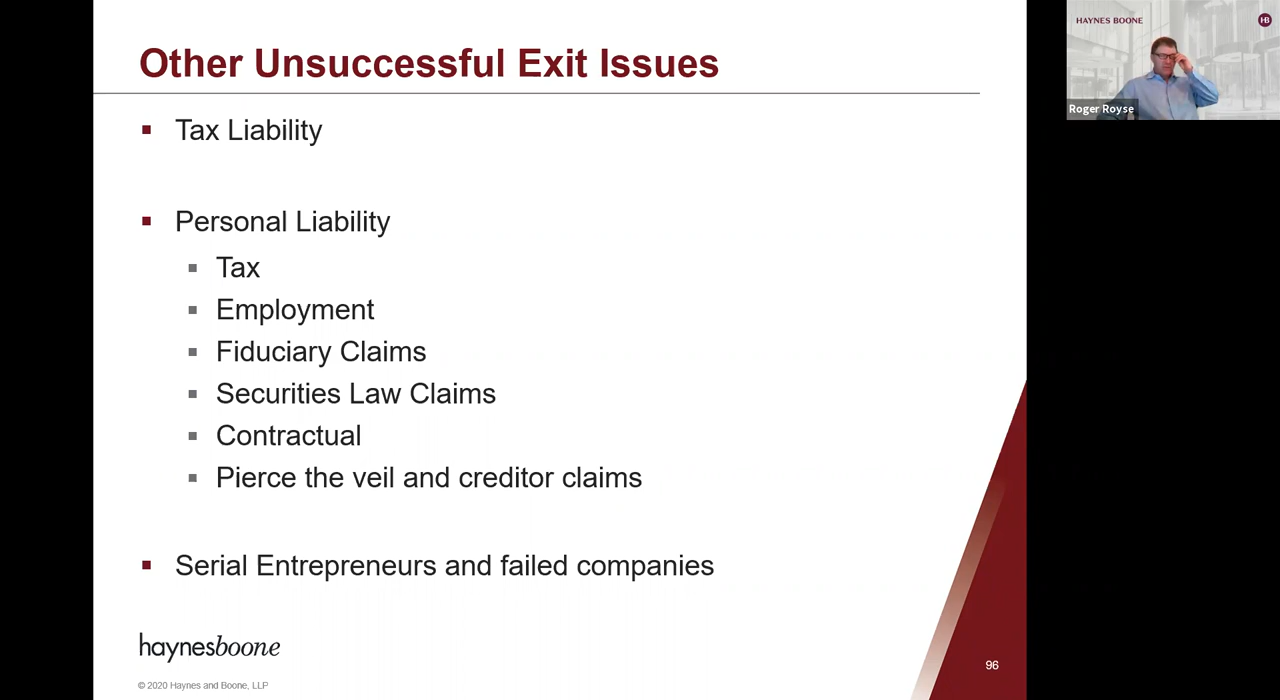 Other Unsuccessful Exit Issues
Tax Liability
Personal Liability
Tax
Employment
Fiduciary Claims
Securities Law Claims
Contractual
Pierce the veil and creditor claims
Serial Entrepreneurs and failed companies
haynesboone
© 2020 Haynes and Boone, LLP
96
HAYNES BOONE
HB
Roger Royse